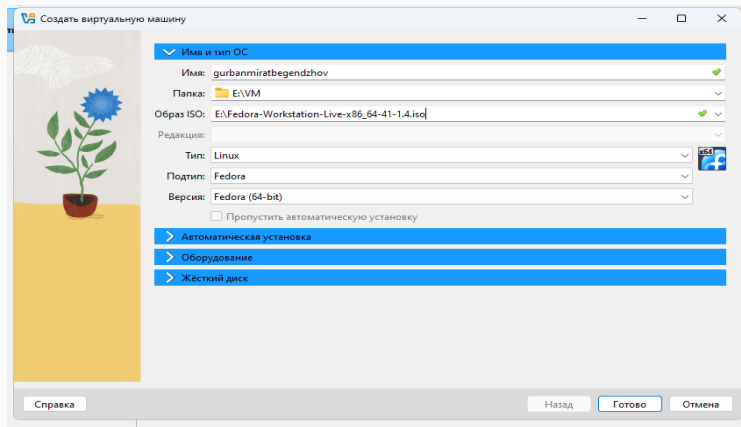 Создать виртуальную машину
Имя и тип ОС
Имя: gurbanmiratbegendzhov
Папка: E:\VM
Образ ISO: E:\Fedora-Workstation-Live-x86_64-41-1.4.iso
Редакция:
Тип: Linux
x64
Подтип: Fedora
Версия: Fedora (64-bit)
Пропустить автоматическую установку
Автоматическая установка
Оборудование
Жёсткий диск
Справка Назад Готово Отмена